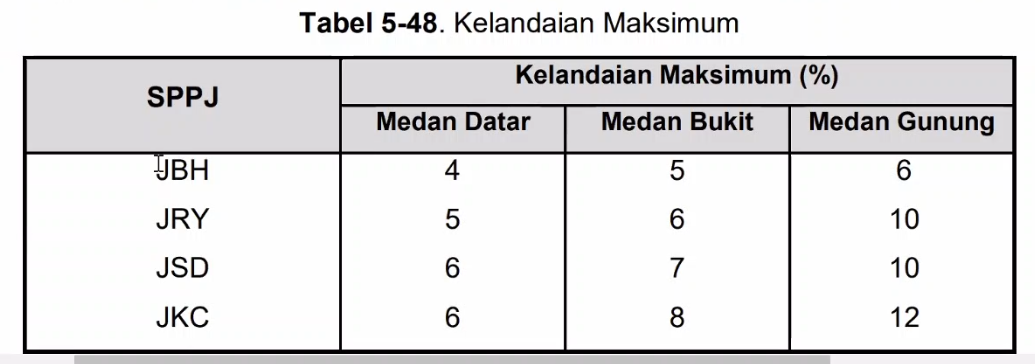 Tabel 5-48. Kelandaian Maksimum
SPPJ
Kelandaian Maksimum (%)
Medan Datar Medan Bukit Medan Gunung
JBH 4 5 6
JRY 5 6 10
JSD 6 7 10
JKC 6 8 12